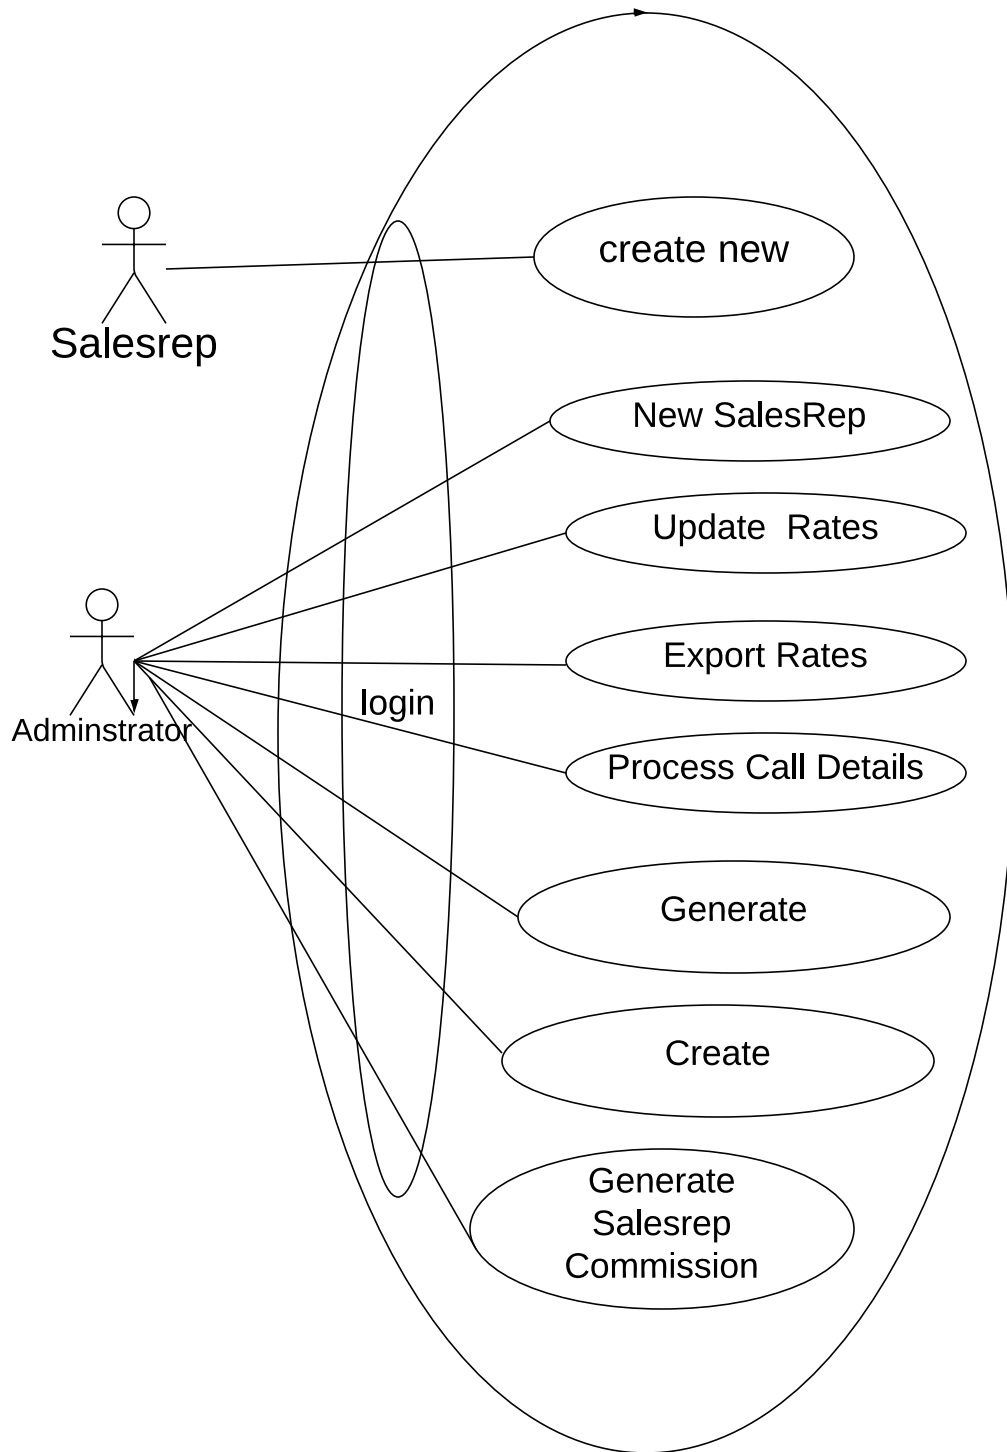 create new
Salesrep
New SalesRep
Update  Rates
Export Rates
login
Adminstrator
Process Call Details
Generate
Create
Generate
Salesrep
Commission